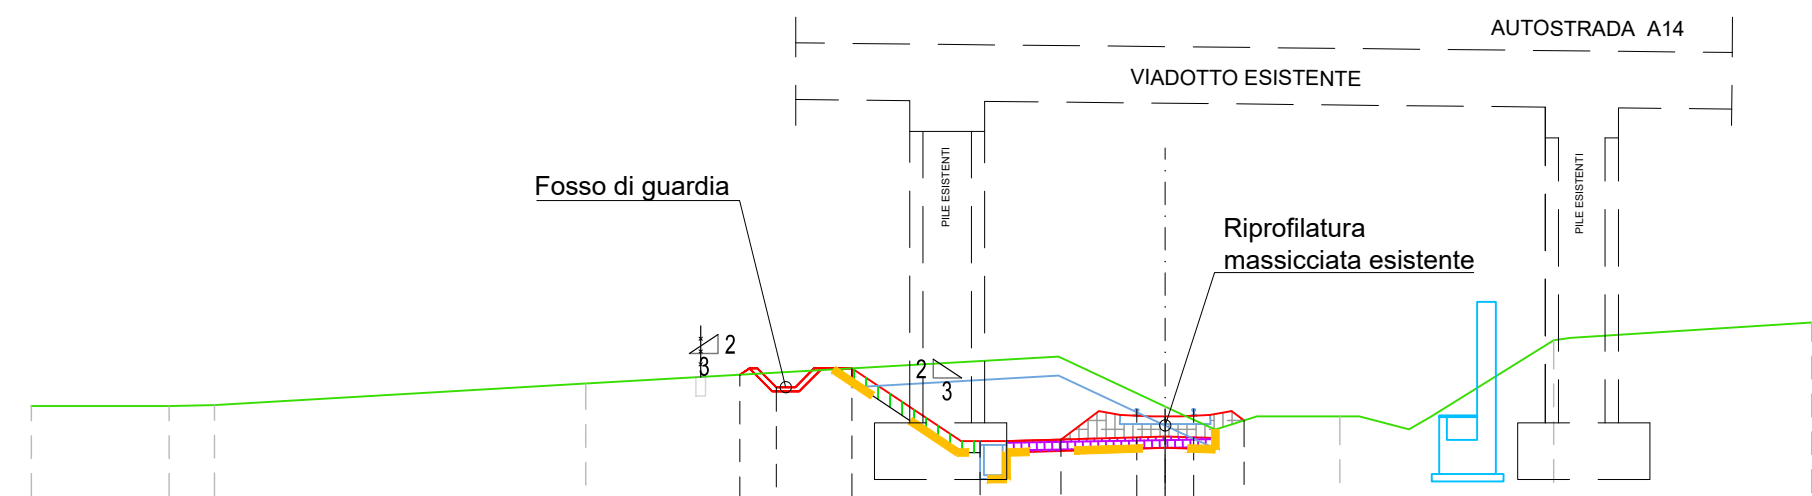 AUTOSTRADA A14
VIADOTTO ESISTENTE
PILE ESISTENTI
PILE ESISTENTI
Fosso di guardia
Riprofilatura
massicciata esistente
2
3
2
3